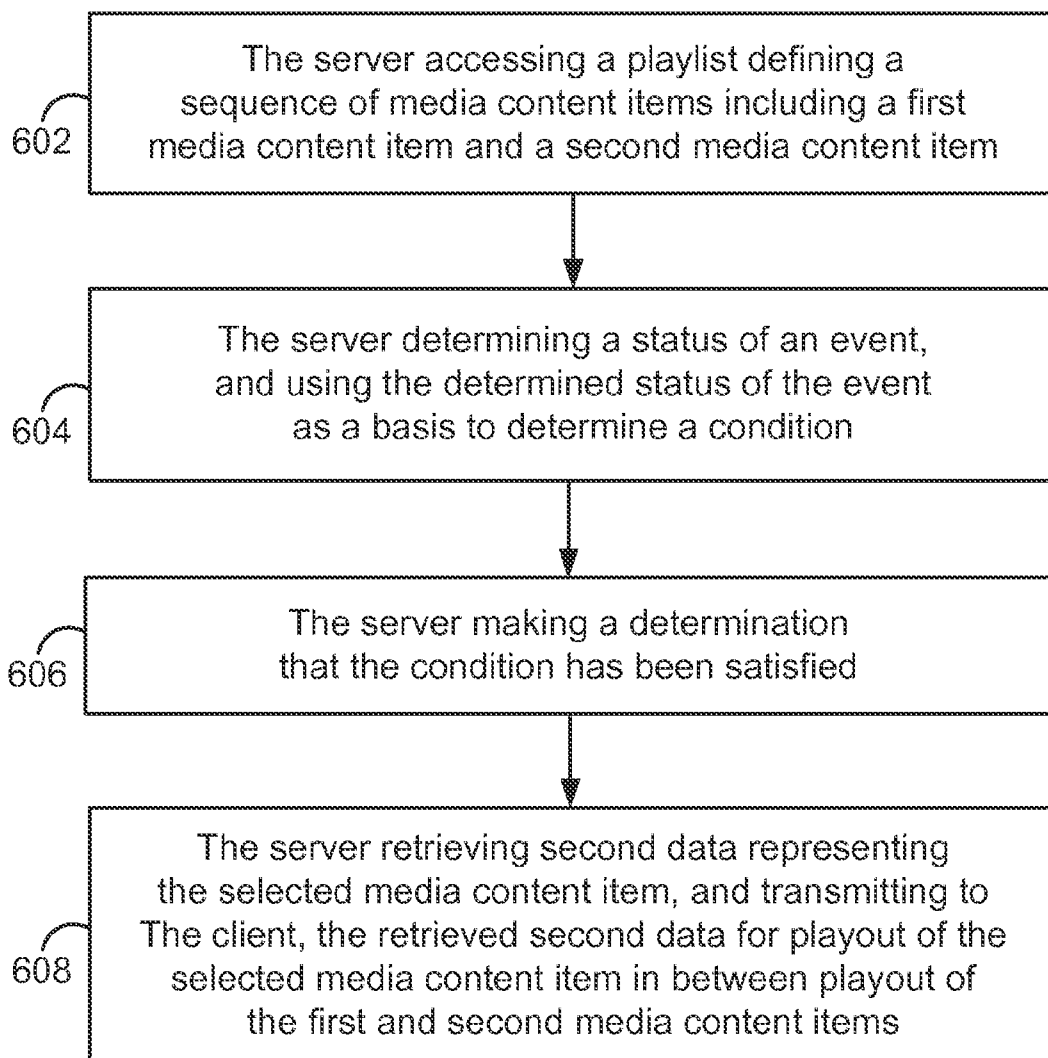 The server accessing a playlist defining a
sequence of media content items including a first
media content item and a second media content item
602
The server determining a status of an event,
and using the determined status of the event
as a basis to determine a condition
604
The server making a determination
that the condition has been satisfied
606
The server retrieving second data representing
the selected media content item, and transmitting to
The client, the retrieved second data for playout of the
selected media content item in between playout of
the first and second media content items
608